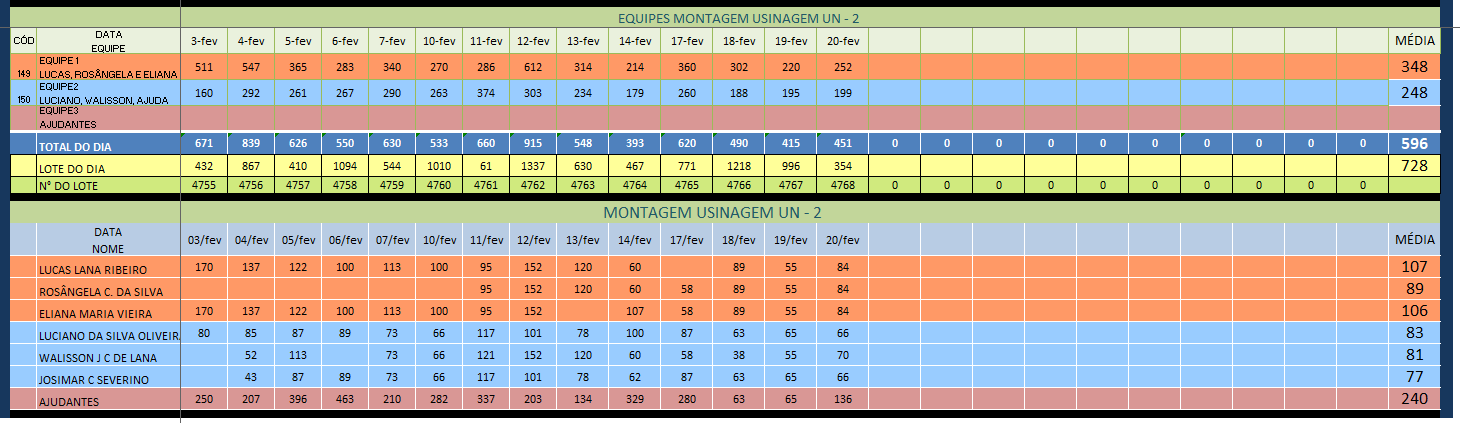 EQUIPES MONTAGEM USINAGEM UN - 2
CÓD DATA EQUIPE 3-fev 4-fev 5-fev 6-fev 7-fev 10-fev 11-fev 12-fev 13-fev 14-fev 17-fev 18-fev 19-fev 20-fev MÉDIA
EQUIPE 1
149 LUCAS, ROSÂNGELA E ELIANA 511 547 365 283 340 270 286 612 314 214 360 302 220 252 348
EQUIPE2
150 LUCIANO, WALISSON, AJUDA 160 292 261 267 290 263 374 303 234 179 260 188 195 199 248
EQUIPE3
AJUDANTES
TOTAL DO DIA 671 839 626 550 630 533 660 915 548 393 620 490 415 451 0 0 0 0 0 0 0 0 0 0 596
LOTE DO DIA 432 867 410 1094 544 1010 61 1337 630 467 771 1218 996 354 728
N° DO LOTE 4755 4756 4757 4758 4759 4760 4761 4762 4763 4764 4765 4766 4767 4768 0 0 0 0 0 0 0 0 0 0
MONTAGEM USINAGEM UN - 2
DATA NOME 03/fev 04/fev 05/fev 06/fev 07/fev 10/fev 11/fev 12/fev 13/fev 14/fev 17/fev 18/fev 19/fev 20/fev MÉDIA
LUCAS LANA RIBEIRO 170 137 122 100 113 100 95 152 120 60 89 55 84 107
ROSÂNGELA C. DA SILVA 95 152 120 60 58 89 55 84 89
ELIANA MARIA VIEIRA 170 137 122 100 113 100 95 152 107 58 89 55 84 106
LUCIANO DA SILVA OLIVEIR 80 85 87 89 73 66 117 101 78 100 87 63 65 66 83
WALISSON J C DE LANA 52 113 73 66 121 152 120 60 58 38 55 70 81
JOSIMAR C SEVERINO 43 87 89 73 66 117 101 78 62 87 63 65 66 77
AJUDANTES 250 207 396 463 210 282 337 203 134 329 280 63 65 136 240